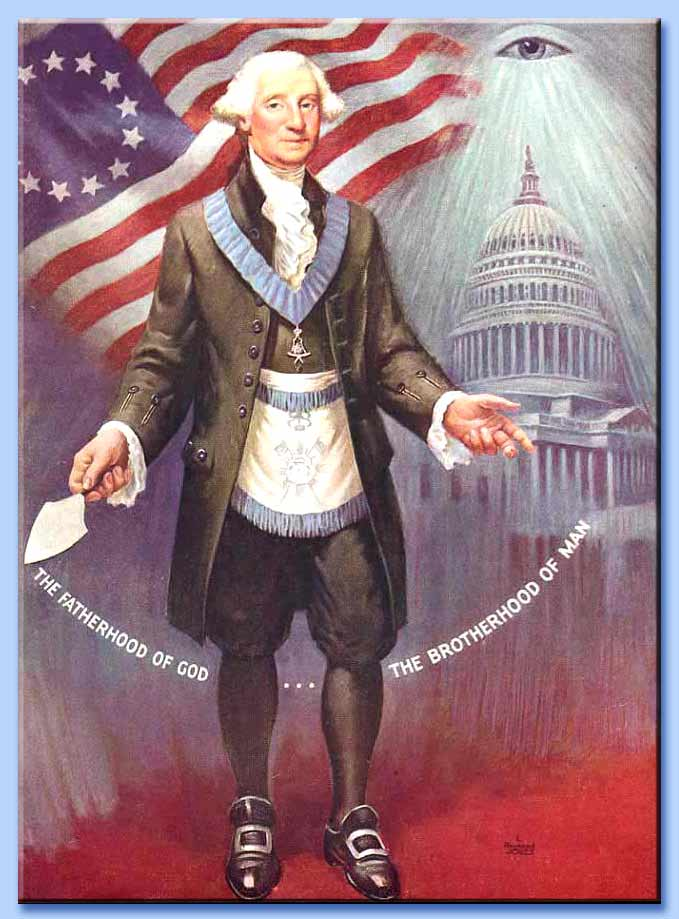 THE FATHERHOOD OF GOD
...
THE BROTHERHOOD OF MAN